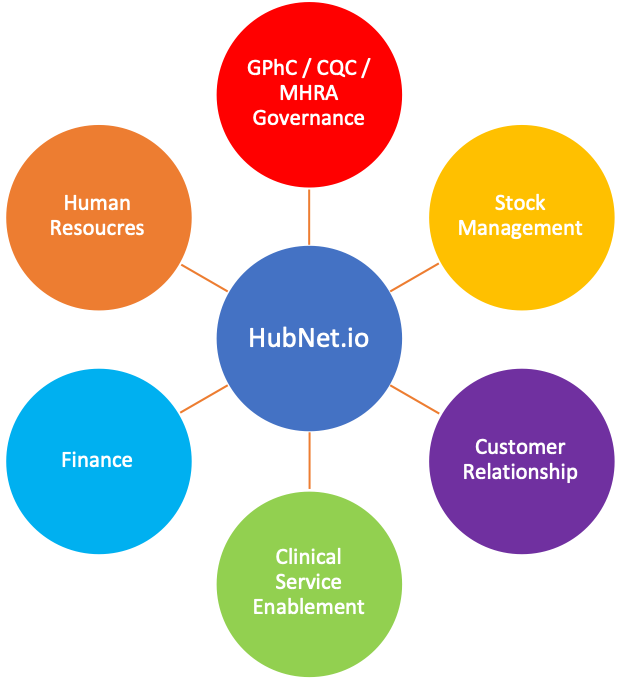 GPhC / CQC /
MHRA
Governance
Human
Resoucres
Stock
Management
HubNet.io
Finance
Customer
Relationship
Clinical
Service
Enablement